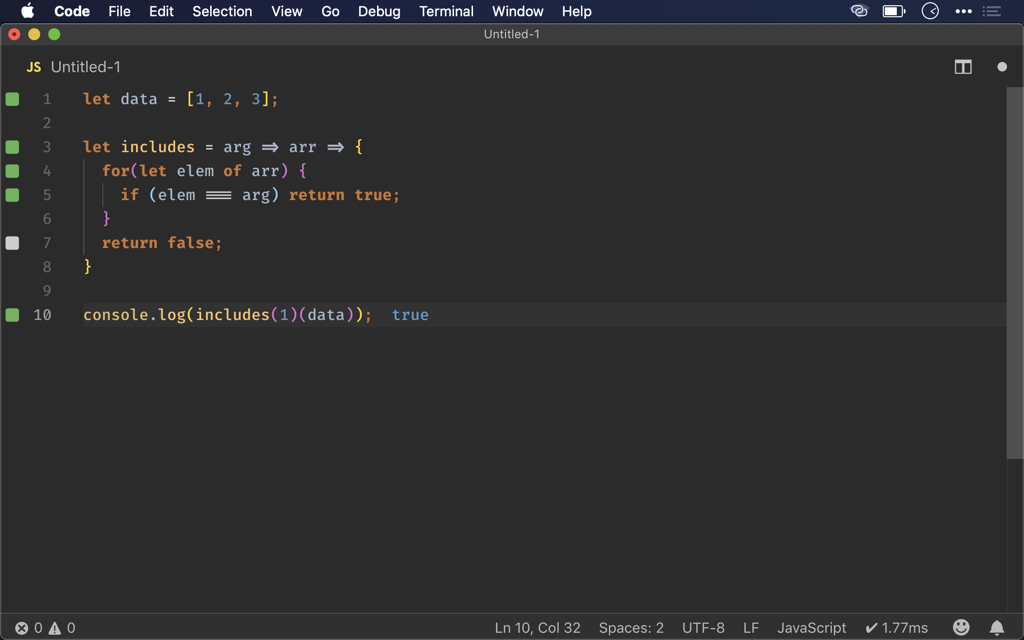 Code File Edit Selection View Go Debug Terminal Window Help
Untitled-1
JS Untitled-1
1 let data = [1, 2, 3];
2
3 let includes = arg => arr => {
4 for(let elem of arr) {
5 if (elem === arg) return true;
6 }
7 return false;
8 }
9
10 console.log(includes(1)(data)); true
0 0 Ln 10, Col 32 Spaces: 2 UTF-8 LF JavaScript ✔ 1.77ms